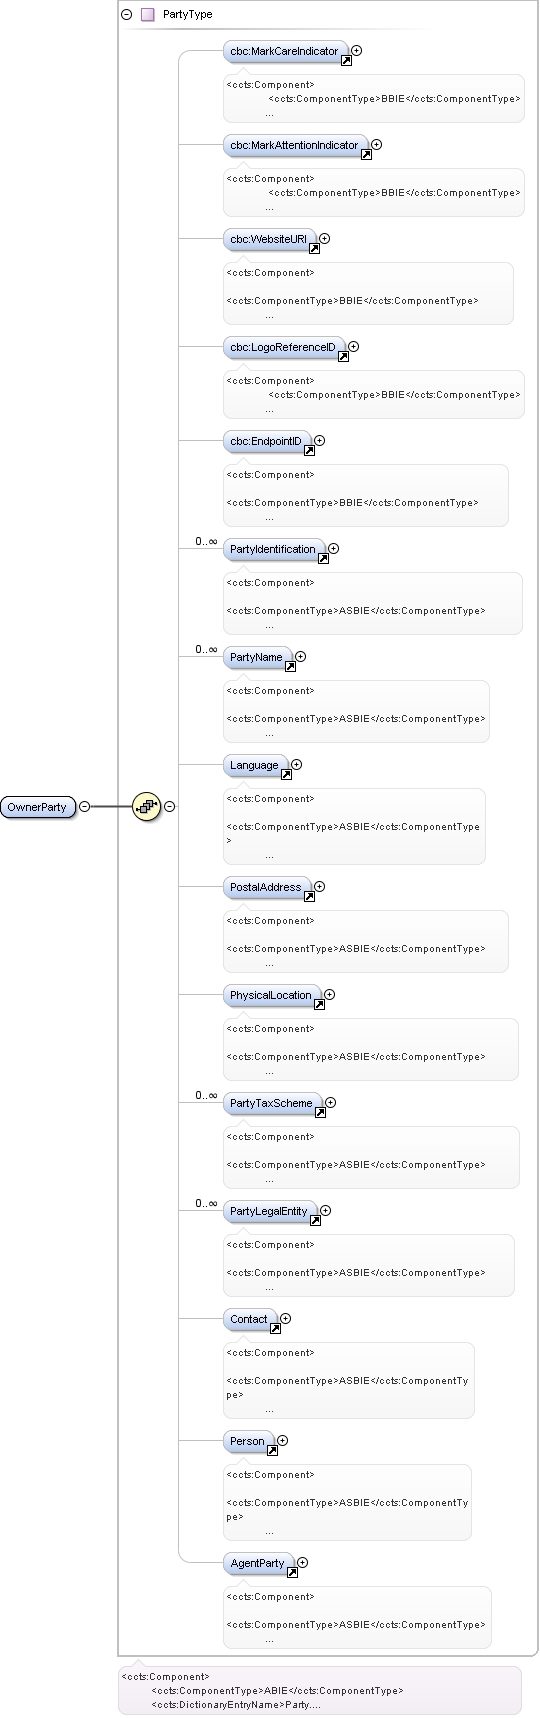 PartyType
cbc:MarkCareIndicator
<ccts:Component>
<ccts:ComponentType>BBIE</ccts:ComponentType>
...
cbc:MarkAttentionIndicator
<ccts:Component>
<ccts:ComponentType>BBIE</ccts:ComponentType>
...
cbc:WebsiteURI
<ccts:Component>
<ccts:ComponentType>BBIE</ccts:ComponentType>
...
cbc:LogoReferenceID
<ccts:Component>
<ccts:ComponentType>BBIE</ccts:ComponentType>
...
cbc:EndpointID
<ccts:Component>
<ccts:ComponentType>BBIE</ccts:ComponentType>
...
0..∞
PartyIdentification
<ccts:Component>
<ccts:ComponentType>ASBIE</ccts:ComponentType>
...
0..∞
PartyName
<ccts:Component>
<ccts:ComponentType>ASBIE</ccts:ComponentType>
...
Language
<ccts:Component>
<ccts:ComponentType>ASBIE</ccts:ComponentType
>
...
OwnerParty
PostalAddress
<ccts:Component>
<ccts:ComponentType>ASBIE</ccts:ComponentType>
...
PhysicalLocation
<ccts:Component>
<ccts:ComponentType>ASBIE</ccts:ComponentType>
...
0..∞
PartyTaxScheme
<ccts:Component>
<ccts:ComponentType>ASBIE</ccts:ComponentType>
...
0..∞
PartyLegalEntity
<ccts:Component>
<ccts:ComponentType>ASBIE</ccts:ComponentType>
...
Contact
<ccts:Component>
<ccts:ComponentType>ASBIE</ccts:ComponentTy
pe>
...
Person
<ccts:Component>
<ccts:ComponentType>ASBIE</ccts:ComponentTy
pe>
...
AgentParty
<ccts:Component>
<ccts:ComponentType>ASBIE</ccts:ComponentType>
...
<ccts:Component>
<ccts:ComponentType>ABIE</ccts:ComponentType>
<ccts:DictionaryEntryName>Party....